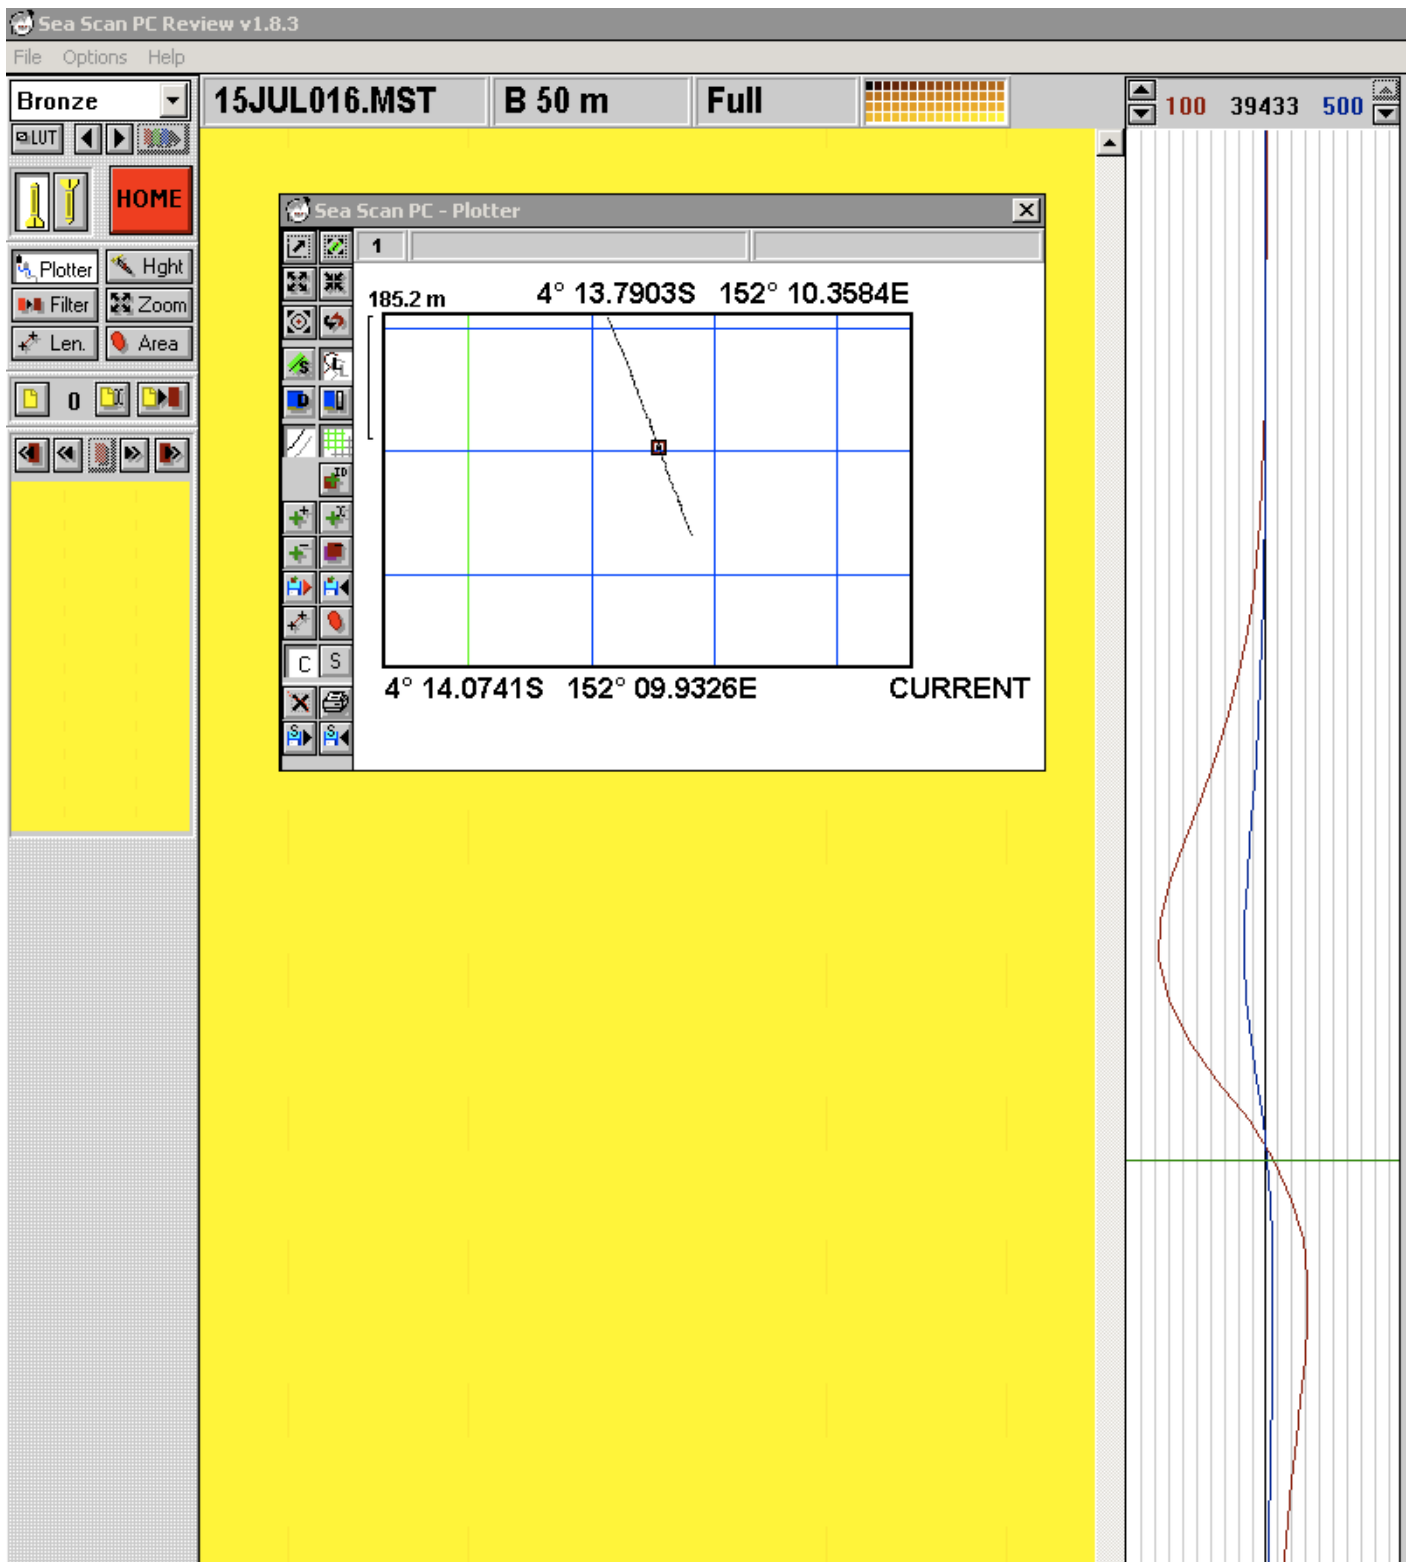 Sea Scan PC Review v1.8.3
File Options Help
Bronze
15JUL016.MST B 50 m Full
100 39433 500
LUT
HOME
Plotter Hght
Filter Zoom
Len. Area
0
Sea Scan PC - Plotter
1
185.2 m 4° 13.7903S 152° 10.3584E
S L
D
ID
C S
4° 14.0741S 152° 09.9326E CURRENT
S S